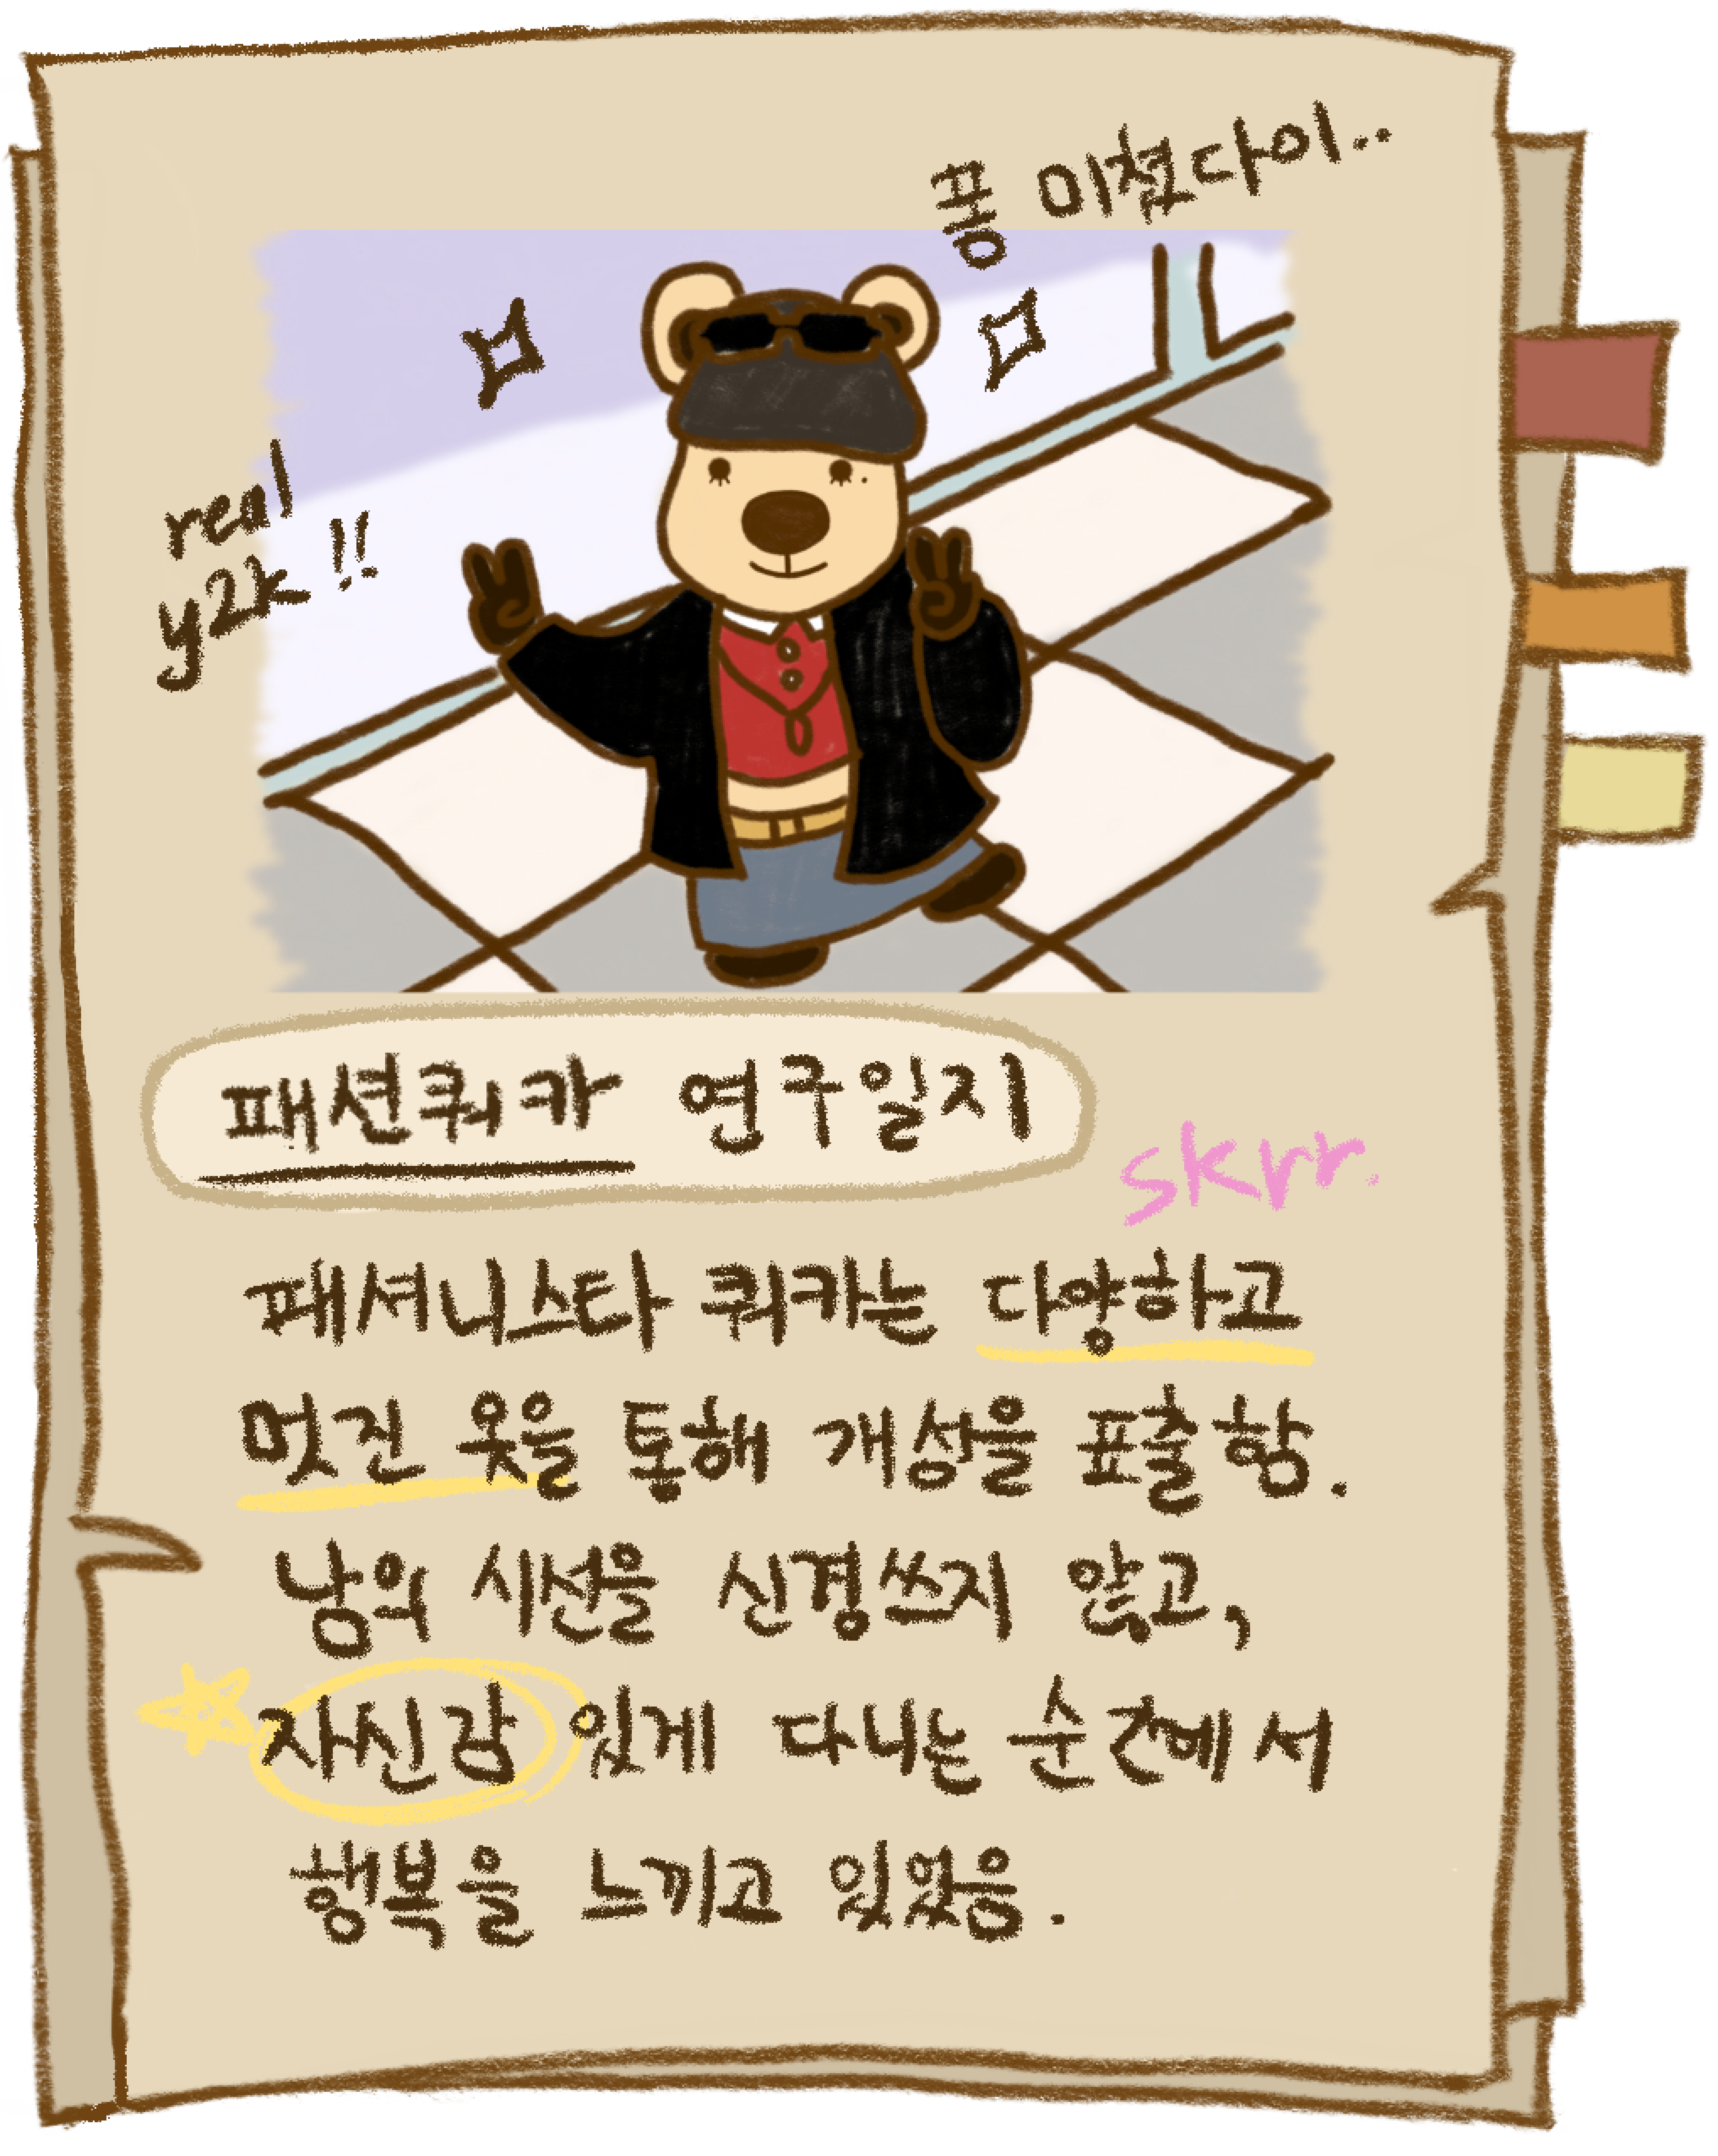 폼 미쳤다이..
real
y2k!!
패션쿼카 연구일지
skrr.
패셔니스타 쿼카는 다양하고
멋진 옷을 통해 개성을 표출함.
남의 시선을 신경쓰지 않고,
자신감 있게 다니는 순간에서
행복을 느끼고 있었음.